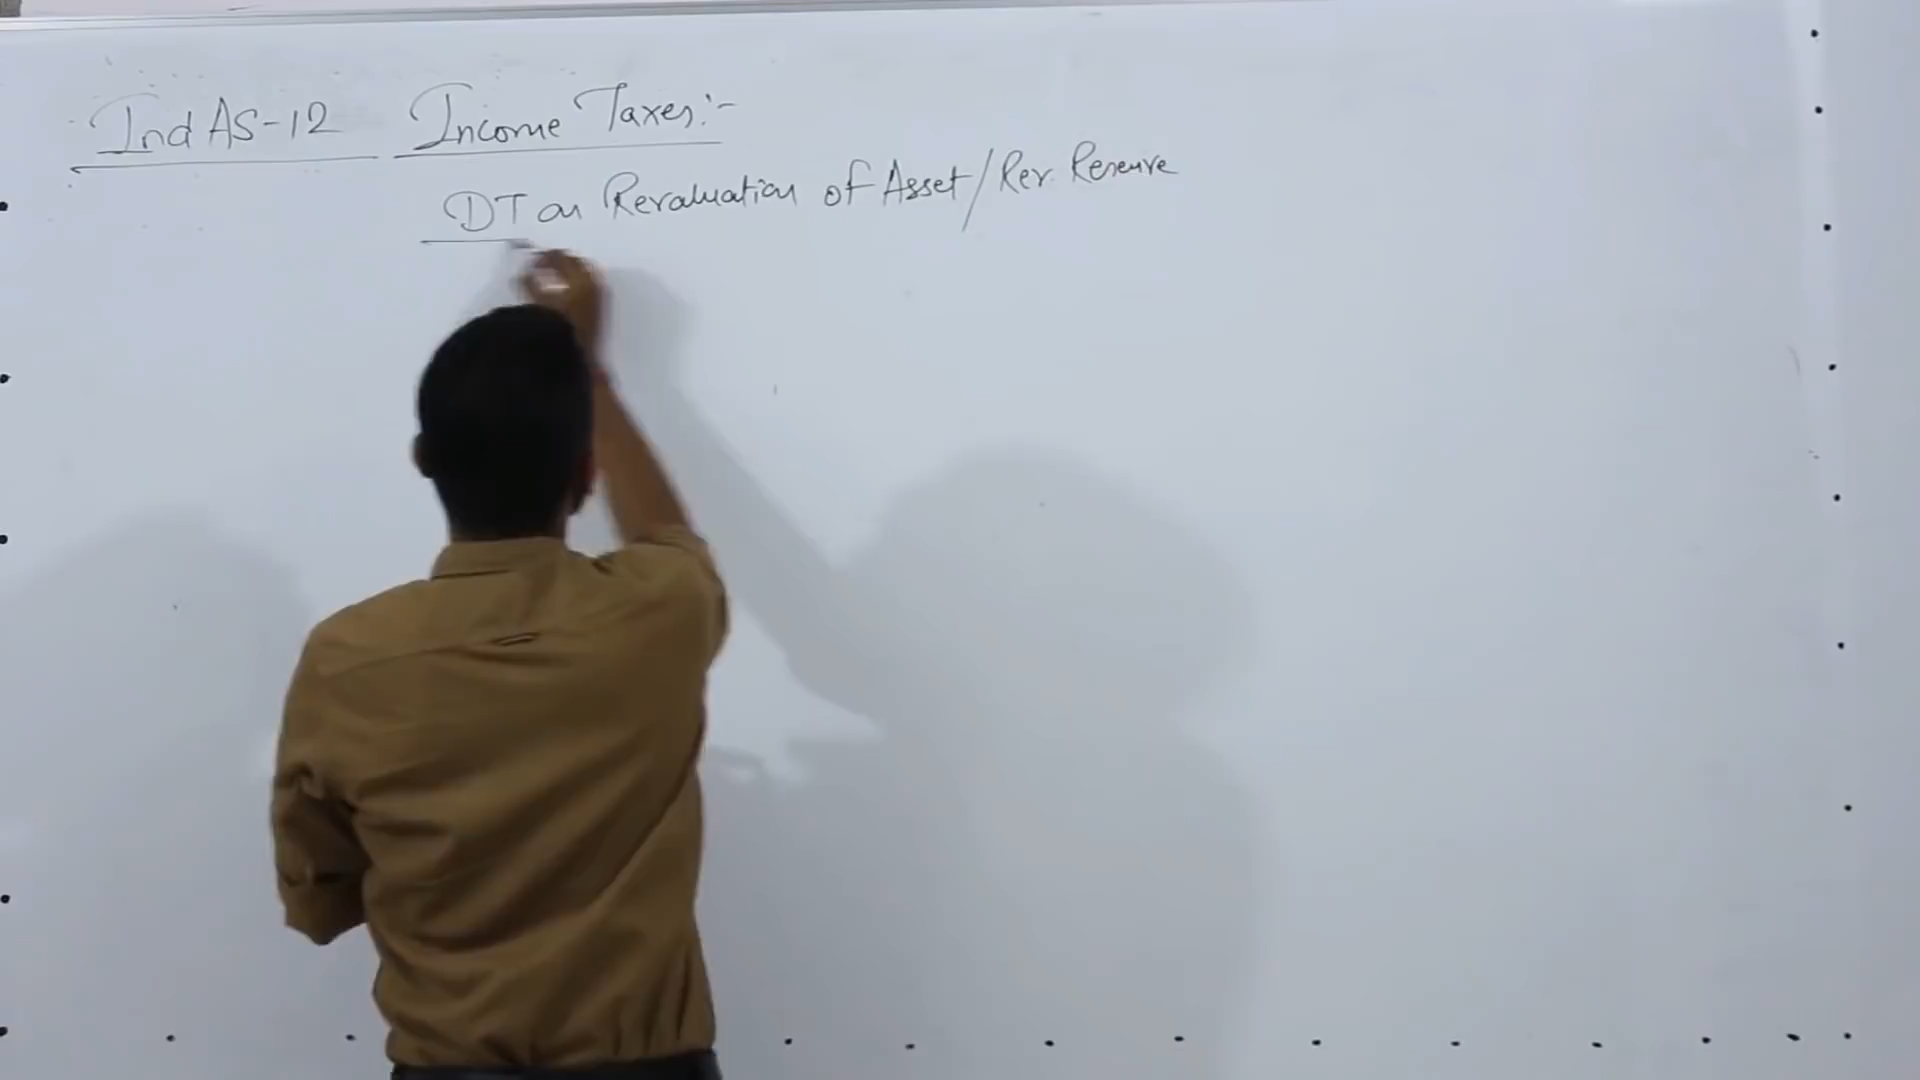 Ind AS-12 Income Taxes:-
DT on Revaluation of Asset/Rev. Reserve